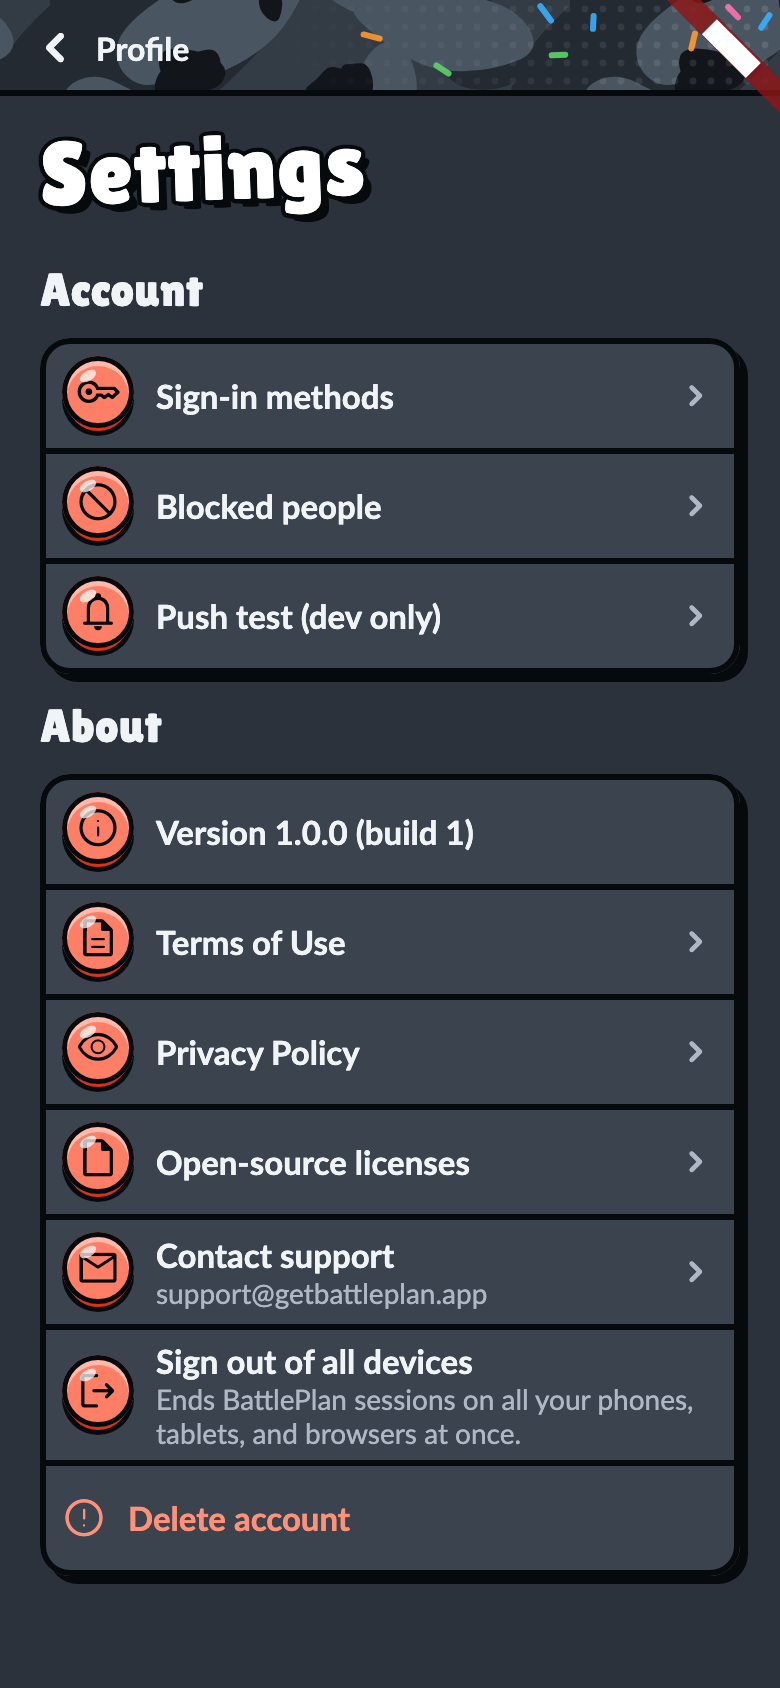 Profile
Settings
Account
Sign-in methods
Blocked people
Push test (dev only)
About
Version 1.0.0 (build 1)
Terms of Use
Privacy Policy
Open-source licenses
Contact support
support@getbattleplan.app
Sign out of all devices
Ends BattlePlan sessions on all your phones,
tablets, and browsers at once.
Delete account